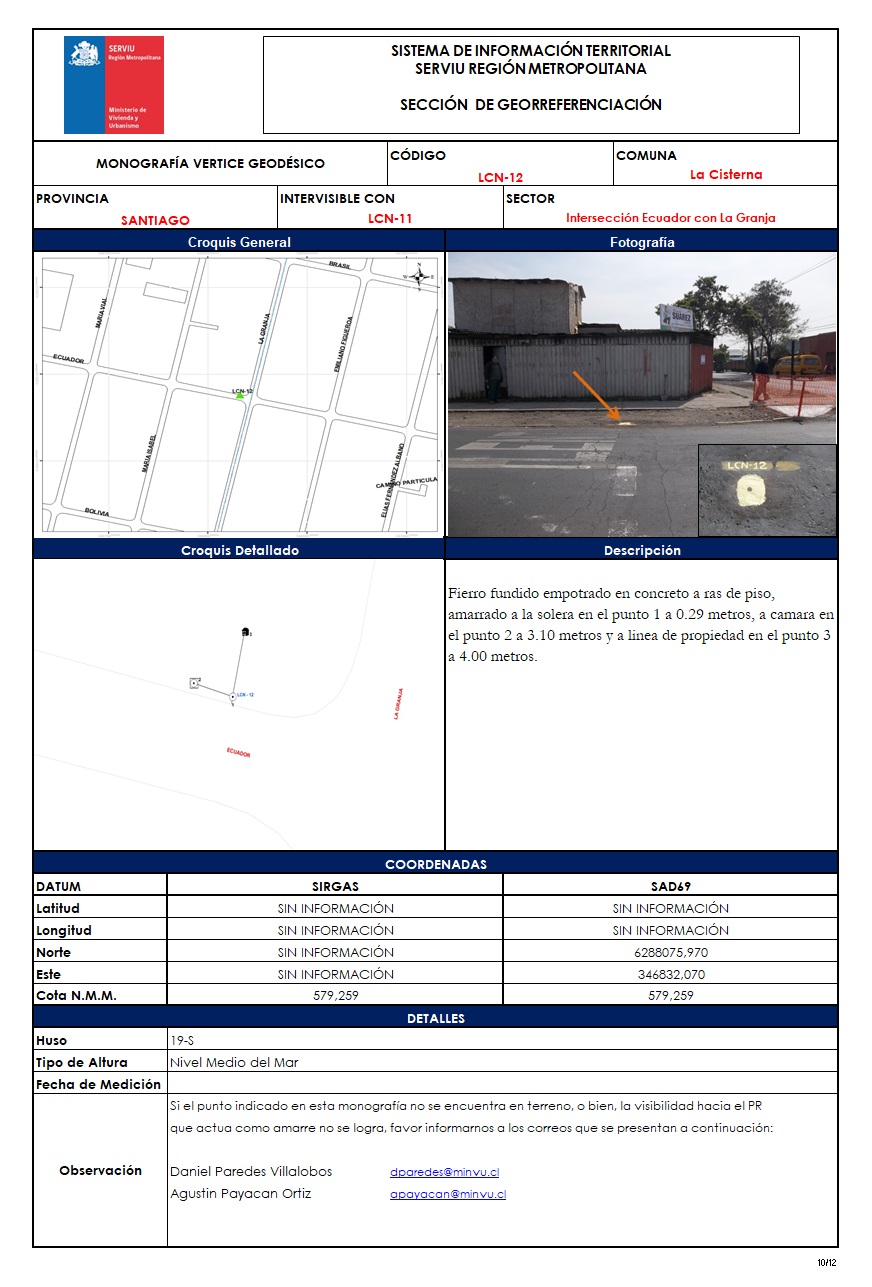 SERVIU
Región Metropolitana
Ministerio de
Vivienda y
Urbanismo
SISTEMA DE INFORMACIÓN TERRITORIAL
SERVIU REGIÓN METROPOLITANA
SECCIÓN DE GEORREFERENCIACIÓN
MONOGRAFÍA VERTICE GEODÉSICO
CÓDIGO
LCN-12
COMUNA
La Cisterna
PROVINCIA
SANTIAGO
INTERVISIBLE CON
LCN-11
SECTOR
Intersección Ecuador con La Granja
Croquis General
Fotografía
BRASIL
N
W
E
S
MARIA VIAL
LA GRANJA
EMILIANO FIGUEROA
ECUADOR
LCN-12
MARIA ISABEL
ELIAS FERNANDEZ ALBANO
CAMINO PARTICULA
BOLIVIA
SUAREZ
LCN-12
Croquis Detallado
Descripción
LCN - 12
LA GRANJA
ECUADOR
Fierro fundido empotrado en concreto a ras de piso,
amarrado a la solera en el punto 1 a 0.29 metros, a camara en
el punto 2 a 3.10 metros y a linea de propiedad en el punto 3
a 4.00 metros.
COORDENADAS
DATUM SIRGAS SAD69
Latitud SIN INFORMACIÓN SIN INFORMACIÓN
Longitud SIN INFORMACIÓN SIN INFORMACIÓN
Norte SIN INFORMACIÓN 6288075,970
Este SIN INFORMACIÓN 346832,070
Cota N.M.M. 579,259 579,259
DETALLES
Huso 19-S
Tipo de Altura Nivel Medio del Mar
Fecha de Medición
Observación
Si el punto indicado en esta monografía no se encuentra en terreno, o bien, la visibilidad hacia el PR
que actua como amarre no se logra, favor informarnos a los correos que se presentan a continuación:
Daniel Paredes Villalobos dparedes@minvu.cl
Agustin Payacan Ortiz apayacan@minvu.cl
10/12